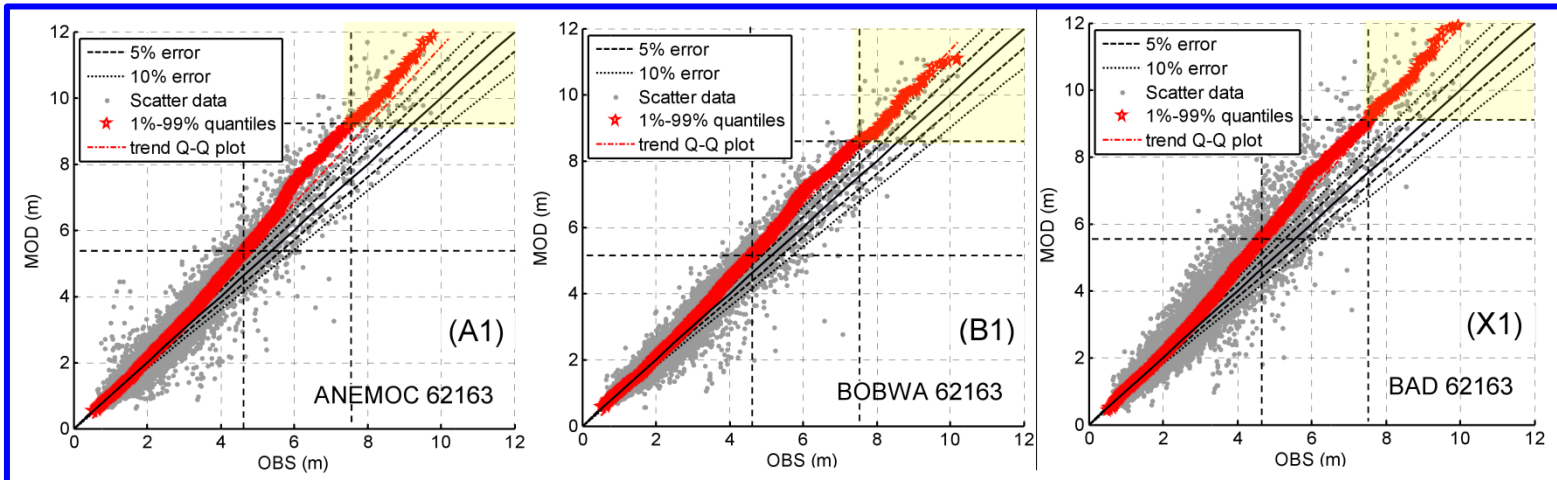 12
10
8
6
4
2
0
MOD (m)
5% error
10% error
Scatter data
1%-99% quantiles
trend Q-Q plot
(A1)
ANEMOC 62163
0 2 4 6 8 10 12
OBS (m)
12
10
8
6
4
2
0
MOD (m)
5% error
10% error
Scatter data
1%-99% quantiles
trend Q-Q plot
(B1)
BOBWA 62163
0 2 4 6 8 10 12
OBS (m)
12
10
8
6
4
2
0
MOD (m)
5% error
10% error
Scatter data
1%-99% quantiles
trend Q-Q plot
(X1)
BAD 62163
0 2 4 6 8 10 12
OBS (m)